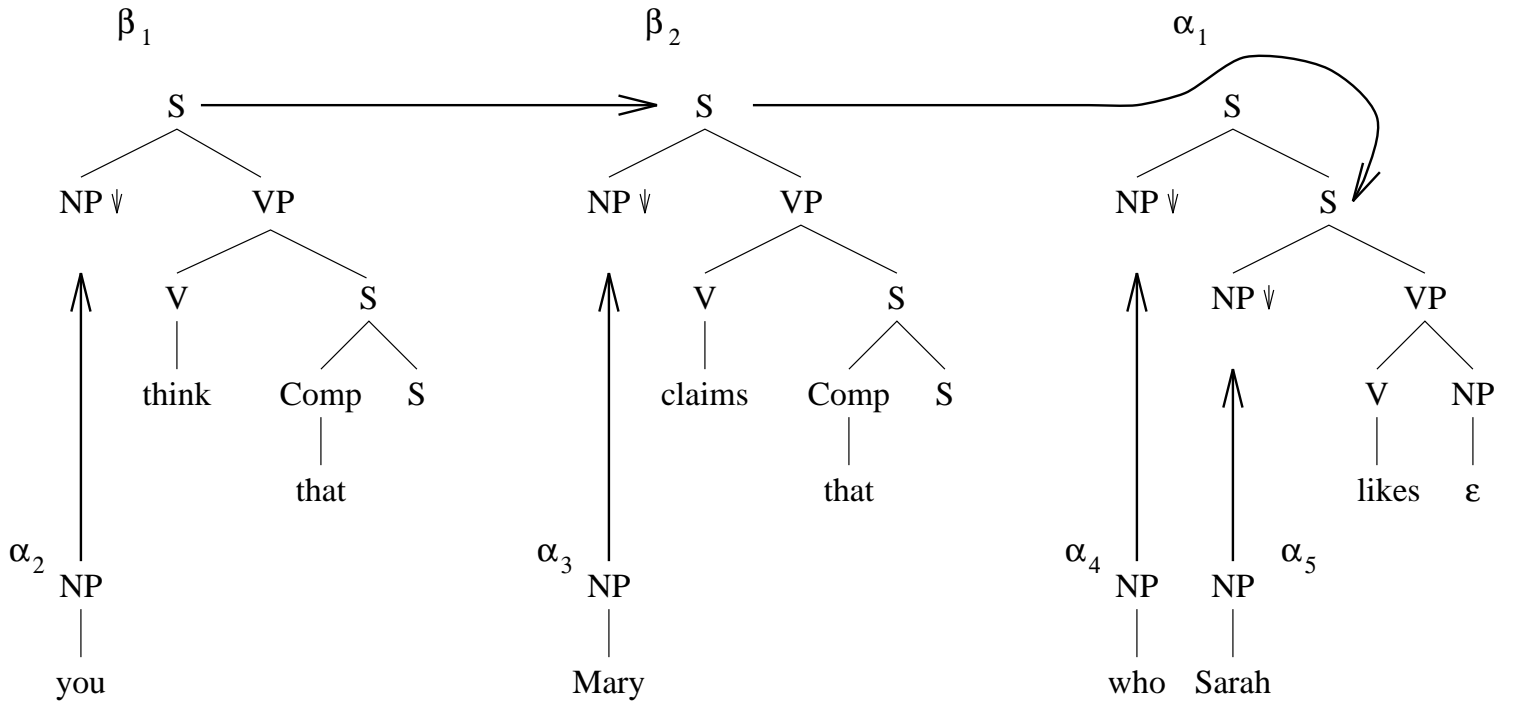 β1 β2 α1
S S S
NP VP NP VP NP S
V S V S NP VP
think Comp S claims Comp S V NP
that that likes ε
α2 α3 α4 α5
NP NP NP NP
you Mary who Sarah